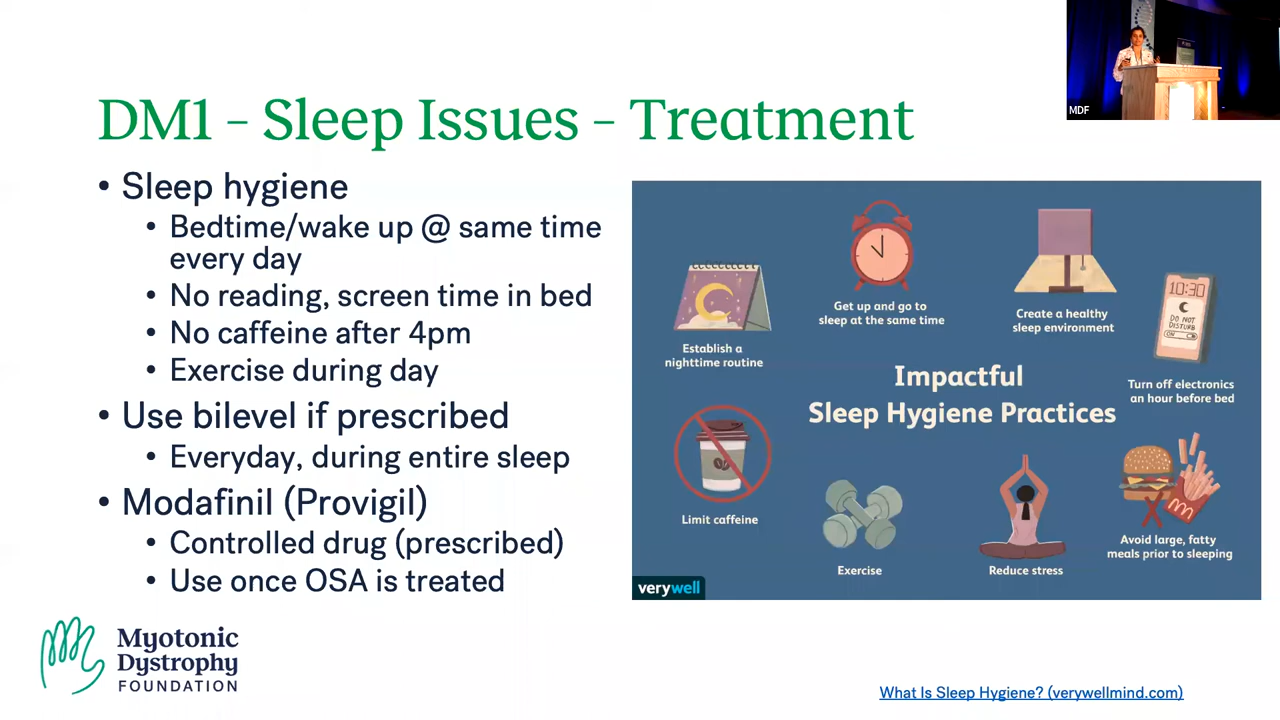 MDF
DM1 – Sleep Issues – Treatment
• Sleep hygiene
• Bedtime/wake up @ same time
every day
• No reading, screen time in bed
• No caffeine after 4pm
• Exercise during day
• Use bilevel if prescribed
• Everyday, during entire sleep
• Modafinil (Provigil)
• Controlled drug (prescribed)
• Use once OSA is treated
Get up and go to
sleep at the same time
Create a healthy
sleep environment
Establish a
nighttime routine
10:30
DO NOT
DISTURB
ON
Turn off electronics
an hour before bed
Impactful
Sleep Hygiene Practices
Limit caffeine
Exercise
Reduce stress
Avoid large, fatty
meals prior to sleeping
verywell
Myotonic
Dystrophy
FOUNDATION
What Is Sleep Hygiene? (verywellmind.com)